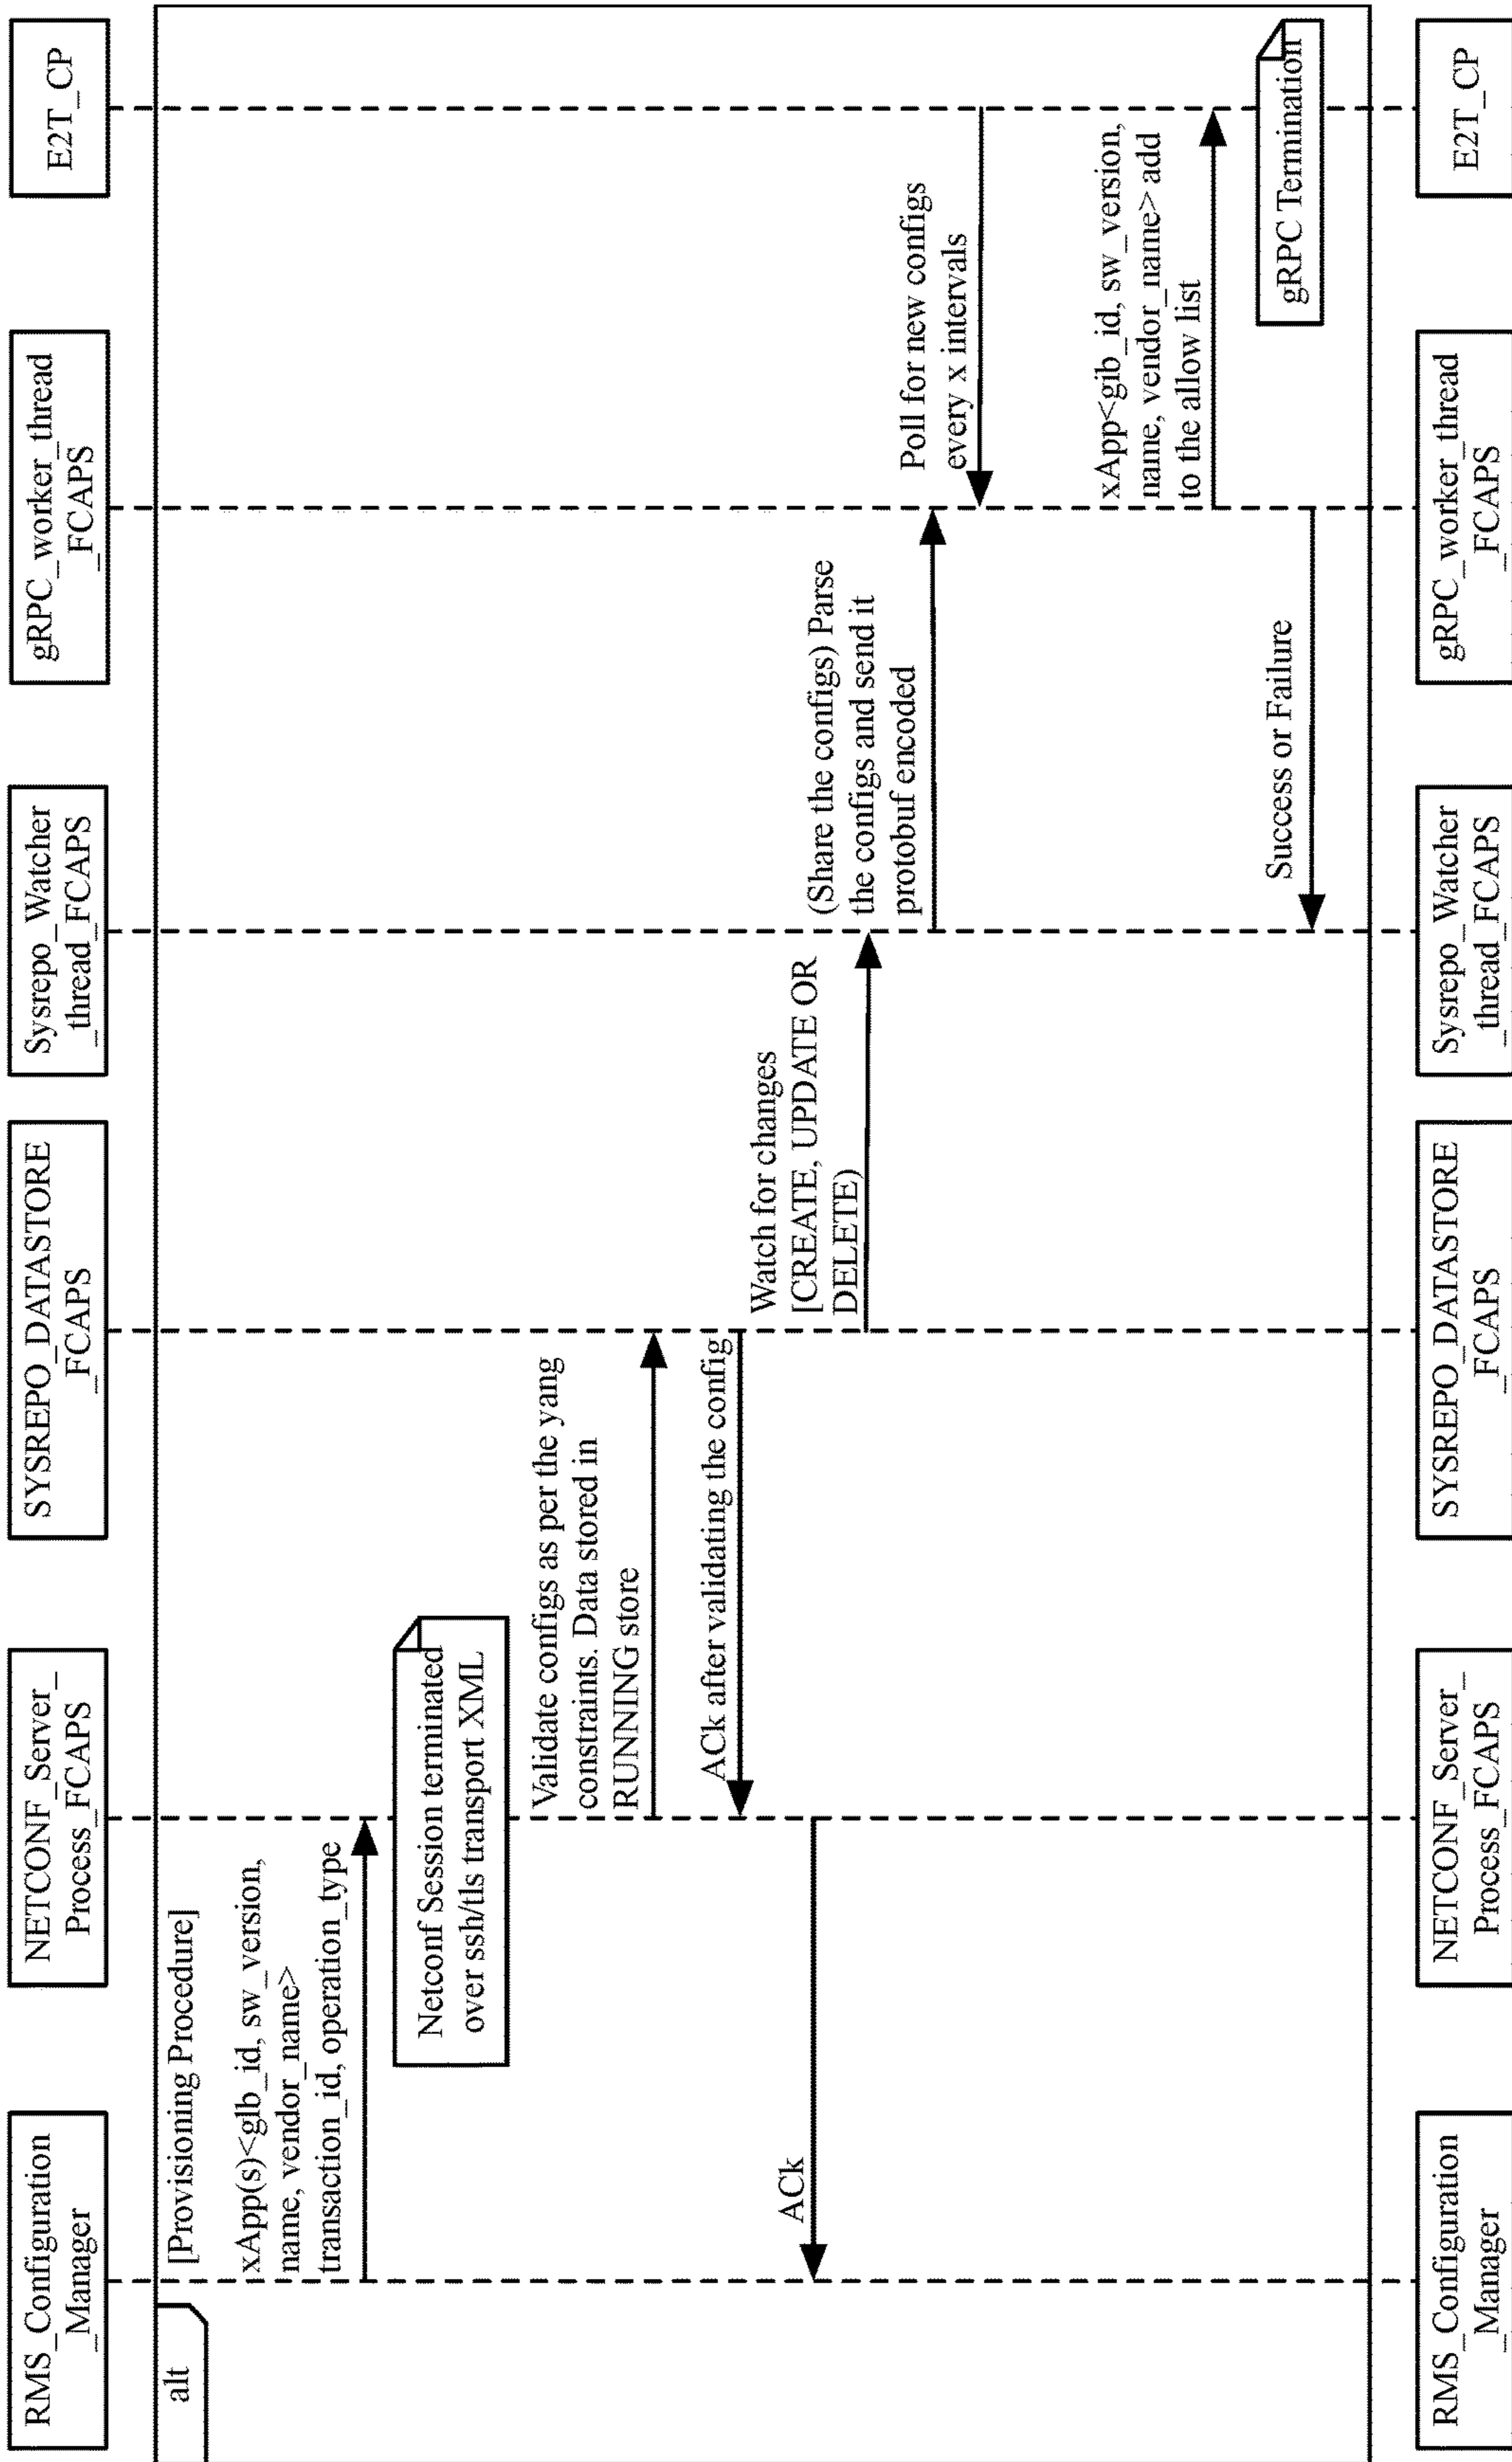 RMS_Configuration
_Manager
NETCONF_Server_
Process_FCAPS
SYSREPO_DATASTORE
_FCAPS
Sysrepo_Watcher
_thread_FCAPS
gRPC_worker_thread
_FCAPS
E2T_CP
alt
[Provisioning Procedure]
xApp(s)<glb_id, sw_version,
name, vendor_name>
transaction_id, operation_type
Netconf Session terminated
over ssh/tls transport XML
Validate configs as per the yang
constraints. Data stored in
RUNNING store
ACk after validating the config
ACk
Watch for changes
[CREATE, UPDATE OR
DELETE)
(Share the configs) Parse
the configs and send it
protobuf encoded
Poll for new configs
every x intervals
xApp<gib_id, sw_version,
name, vendor_name> add
to the allow list
gRPC Termination
Success or Failure
RMS_Configuration
_Manager
NETCONF_Server_
Process_FCAPS
SYSREPO_DATASTORE
_FCAPS
Sysrepo_Watcher
_thread_FCAPS
gRPC_worker_thread
_FCAPS
E2T_CP